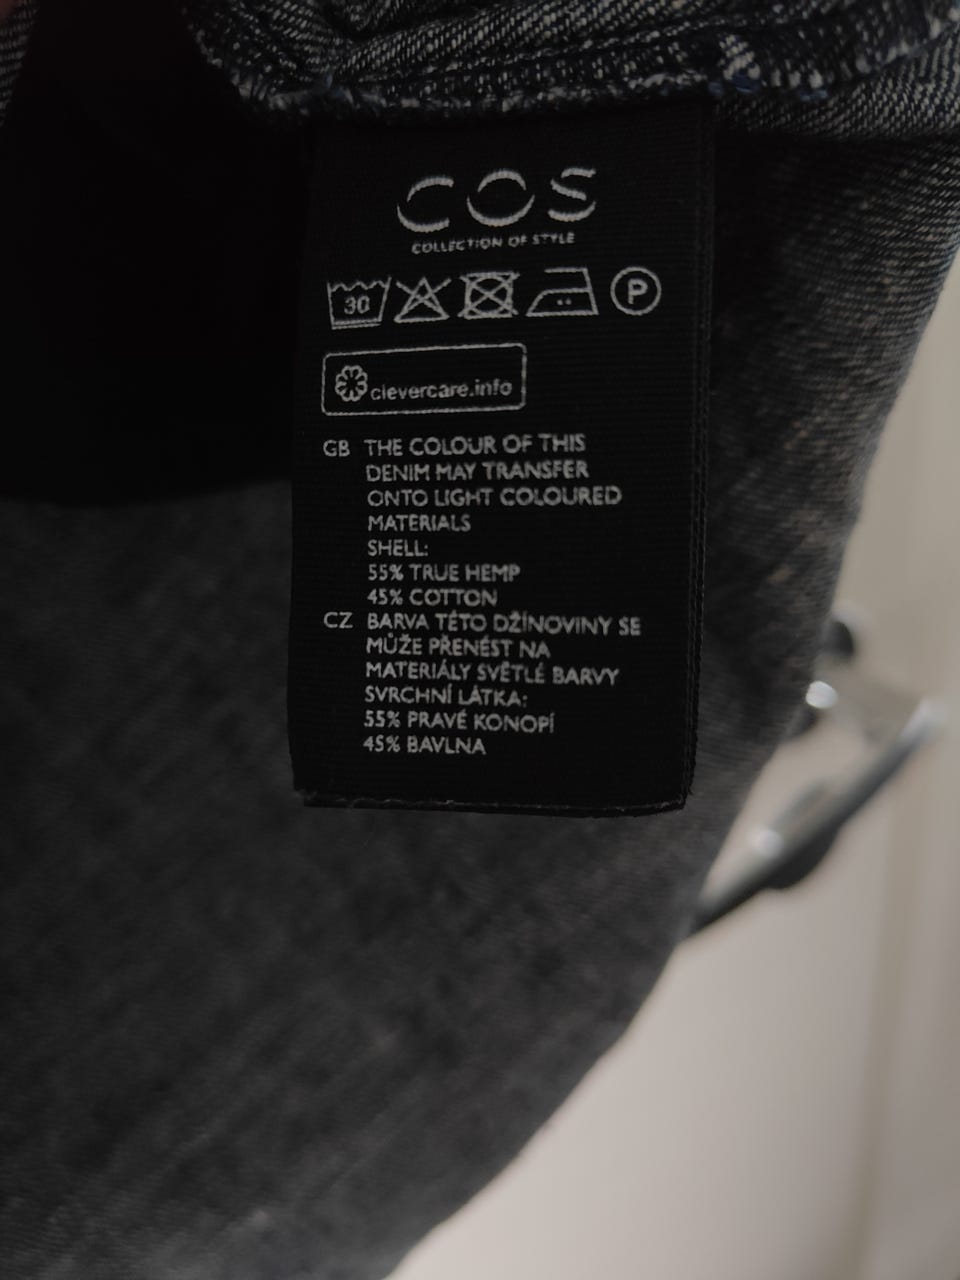 COS
COLLECTION OF STYLE
30 P
clevercare.info
GB THE COLOUR OF THIS
DENIM MAY TRANSFER
ONTO LIGHT COLOURED
MATERIALS
SHELL:
55% TRUE HEMP
45% COTTON
CZ BARVA TÉTO DŽÍNOVINY SE
MŮŽE PŘENÉST NA
MATERIÁLY SVĚTLÉ BARVY
SVRCHNÍ LÁTKA:
55% PRAVÉ KONOPÍ
45% BAVLNA